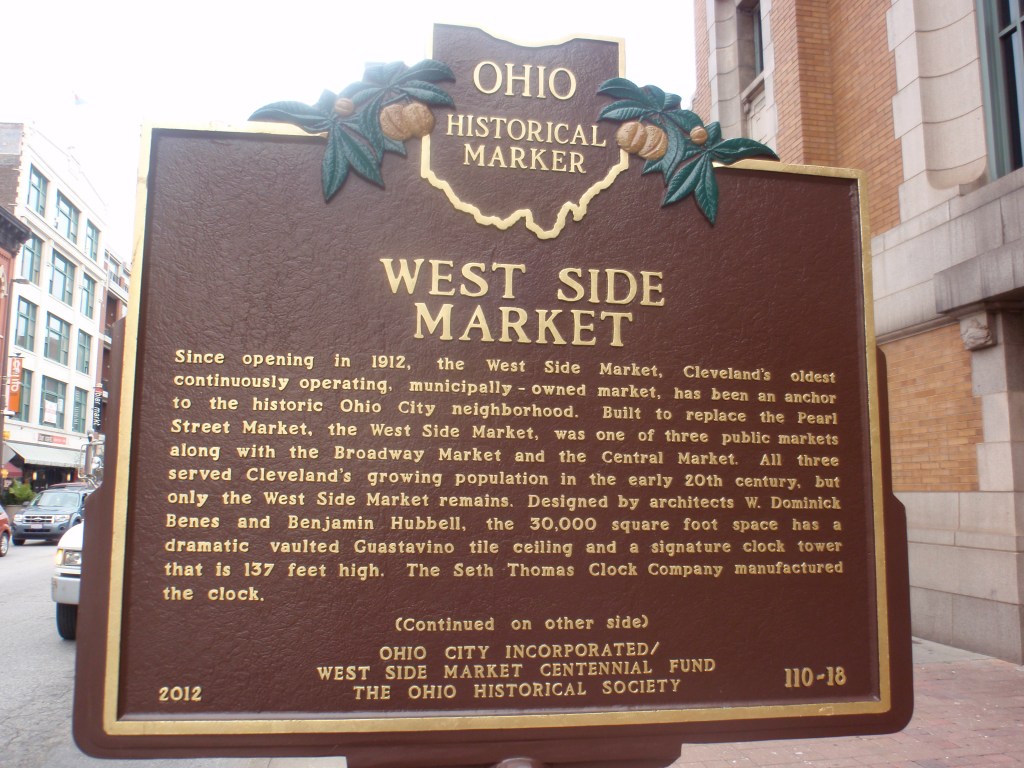 OHIO
HISTORICAL
MARKER
WEST SIDE
MARKET
Since opening in 1912, the West Side Market, Cleveland's oldest
continuously operating, municipally-owned market, has been an anchor
to the historic Ohio City neighborhood. Built to replace the Pearl
Street Market, the West Side Market, was one of three public markets
along with the Broadway Market and the Central Market. All three
served Cleveland's growing population in the early 20th century, but
only the West Side Market remains. Designed by architects W. Dominick
Benes and Benjamin Hubbell, the 30,000 square foot space has a
dramatic vaulted Guastavino tile ceiling and a signature clock tower
that is 137 feet high. The Seth Thomas Clock Company manufactured
the clock.
(Continued on other side)
OHIO CITY INCORPORATED/
WEST SIDE MARKET CENTENNIAL FUND
THE OHIO HISTORICAL SOCIETY
2012
110-18